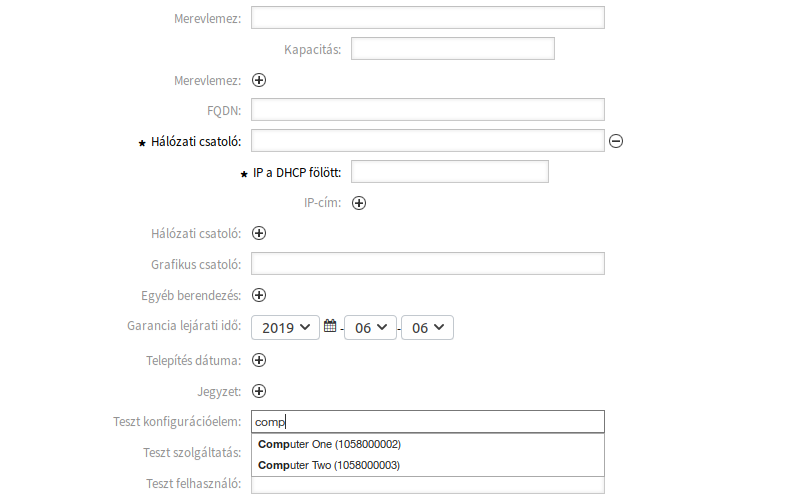 Merevlemez:
Kapacitás:
Merevlemez:
FQDN:
★ Hálózati csatoló:
★ IP a DHCP fölött:
IP-cím:
Hálózati csatoló:
Grafikus csatoló:
Egyéb berendezés:
Garancia lejárati idő: 2019 - 06 - 06
Telepítés dátuma:
Jegyzet:
Teszt konfigurációelem: comp
Computer One (1058000002)
Teszt szolgáltatás:
Computer Two (1058000003)
Teszt felhasználó: